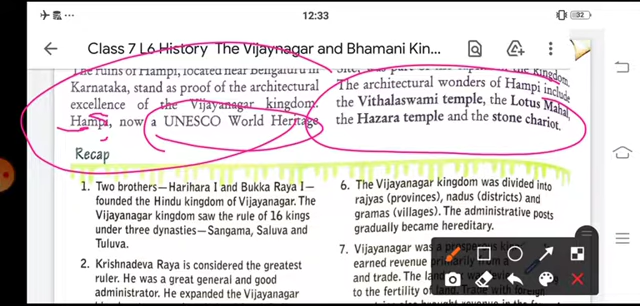 12:33
32
Class 7 L6 History The Vijaynagar and Bhamani Kin...
The ruins of Hampi, located near Bengaluru in
Karnataka, stand as proof of the architectural
excellence of the Vijayanagar kingdom.
Hampi, now a UNESCO World Heritage
kingdom.
The architectural wonders of Hampi include
the Vithalaswami temple, the Lotus Mahal,
the Hazara temple and the stone chariot.
Recap
1. Two brothers—Harihara I and Bukka Raya I—
founded the Hindu kingdom of Vijayanagar. The
Vijayanagar kingdom saw the rule of 16 kings
under three dynasties—Sangama, Saluva and
Tuluva.
2. Krishnadeva Raya is considered the greatest
ruler. He was a great general and good
administrator. He expanded the Vijayanagar
6. The Vijayanagar kingdom was divided into
rajyas (provinces), nadus (districts) and
gramas (villages). The administrative posts
gradually became hereditary.
7. Vijayanagar was a prosperous
earned revenue
and trade. The
to the fertility of land. Trade with foreign